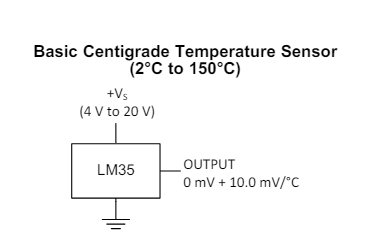 Basic Centigrade Temperature Sensor
(2°C to 150°C)
+VS
(4 V to 20 V)
LM35
OUTPUT
0 mV + 10.0 mV/°C